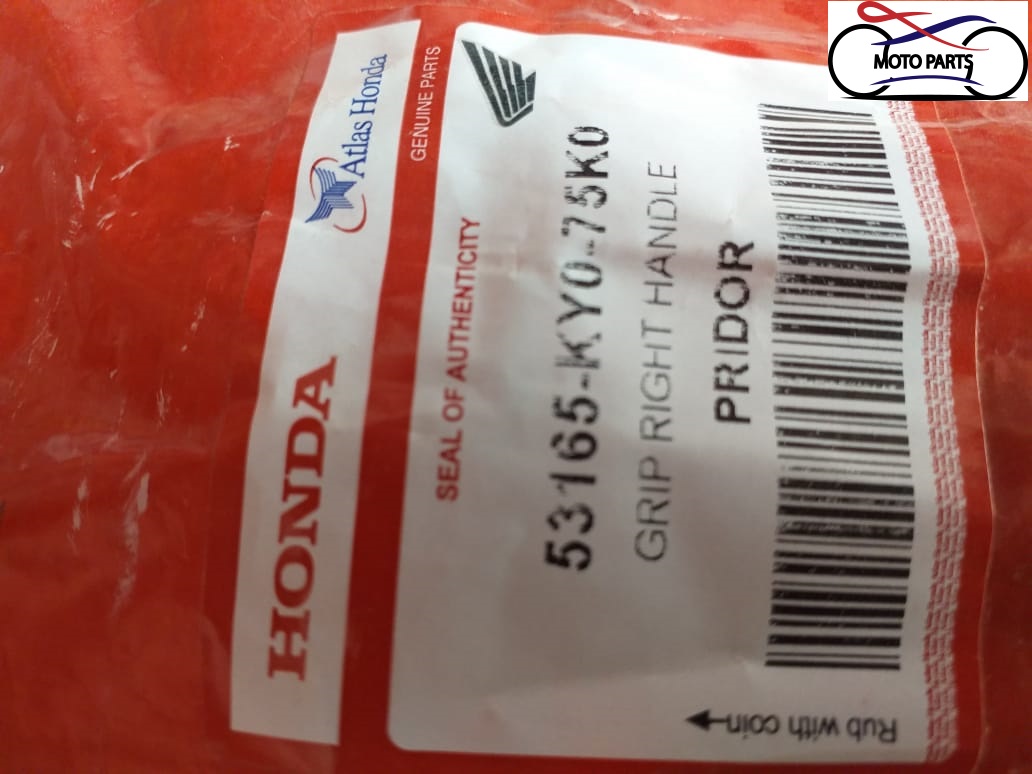 MOTO PARTS
HONDA
Atlas Honda
GENUINE PARTS
SEAL OF AUTHENTICITY
53165-KY0-75K0
GRIP RIGHT HANDLE
PRIDOR
Rub with coin